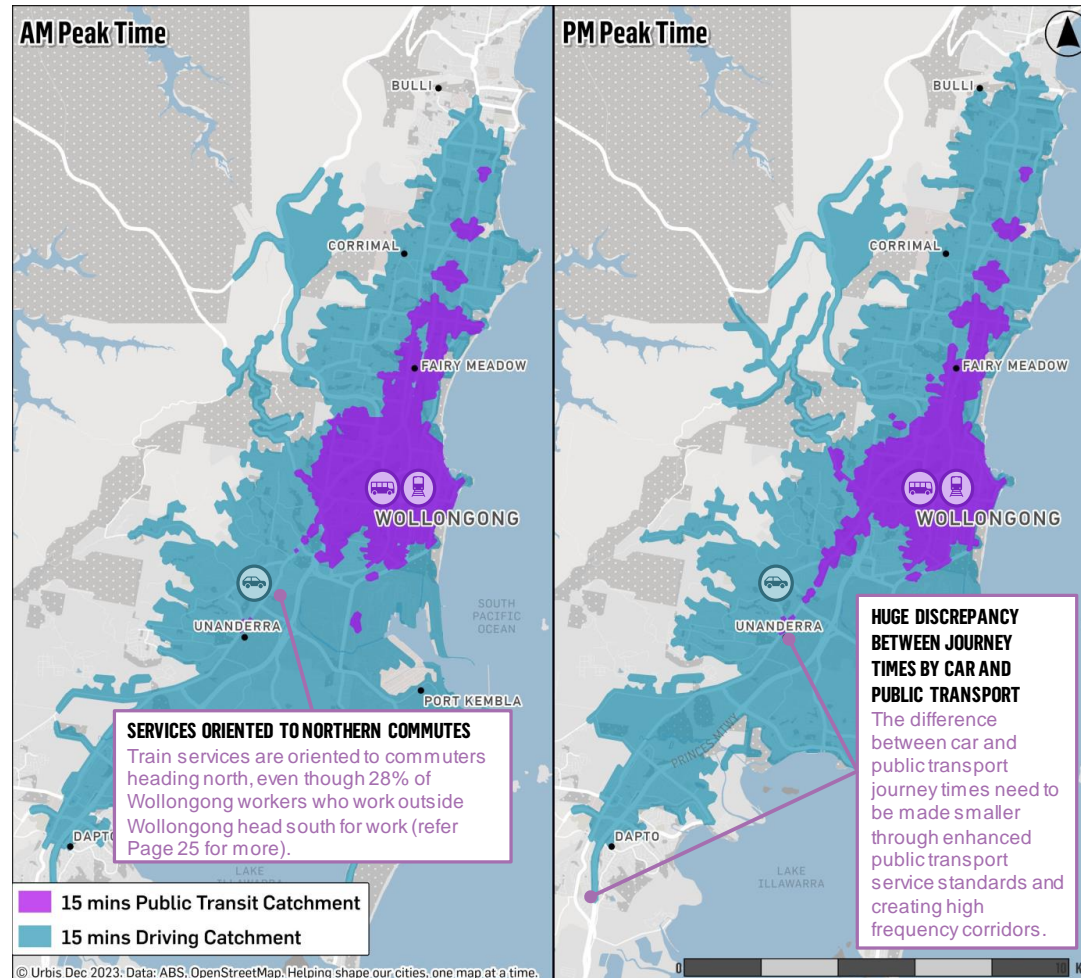 AM Peak Time
BULLI
CORRIMAL
FAIRY MEADOW
WOLLONGONG
SOUTH
PACIFIC
OCEAN
UNANDERRA
PORT KEMBLA
SERVICES ORIENTED TO NORTHERN COMMUTES
Train services are oriented to commuters
heading north, even though 28% of
Wollongong workers who work outside
Wollongong head south for work (refer
Page 25 for more).
LAKE
ILLAWARRA
15 mins Public Transit Catchment
15 mins Driving Catchment
© Urbis Dec 2023. Data: ABS, OpenStreetMap. Helping shape our cities, one map at a time.
PM Peak Time
BULLI
CORRIMAL
FAIRY MEADOW
WOLLONGONG
UNANDERRA
PRINCES MTWY
DAPTO
LAKE
ILLAWARRA
HUGE DISCREPANCY
BETWEEN JOURNEY
TIMES BY CAR AND
PUBLIC TRANSPORT
The difference
between car and
public transport
journey times need to
be made smaller
through enhanced
public transport
service standards and
creating high
frequency corridors.
0
10